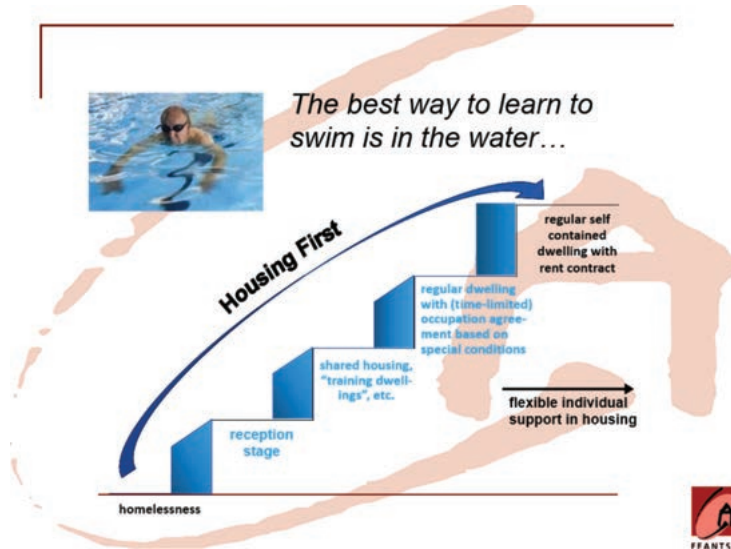 The best way to learn to
swim is in the water…
Housing First
regular self
contained
dwelling with
rent contract
regular dwelling
with (time-limited)
occupation agree-
ment based on
special conditions
shared housing,
"training dwell-
ings", etc.
flexible individual
support in housing
reception
stage
homelessness
FEANTS